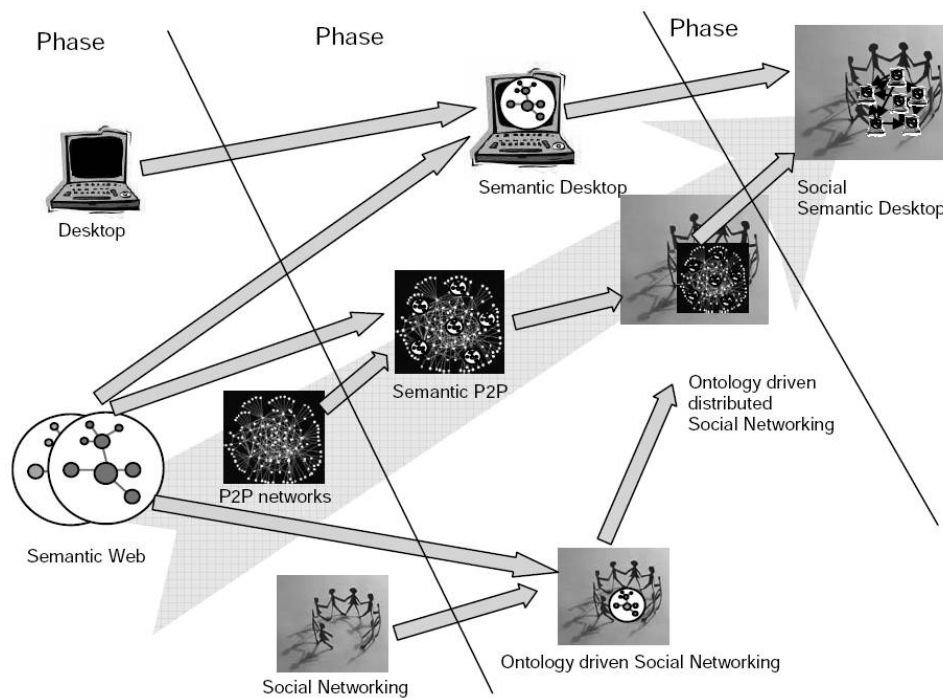 Phase
Phase
Phase
Desktop
Semantic Desktop
Social
Semantic Desktop
Semantic P2P
Ontology driven
distributed
Social Networking
P2P networks
Semantic Web
Social Networking
Ontology driven Social Networking